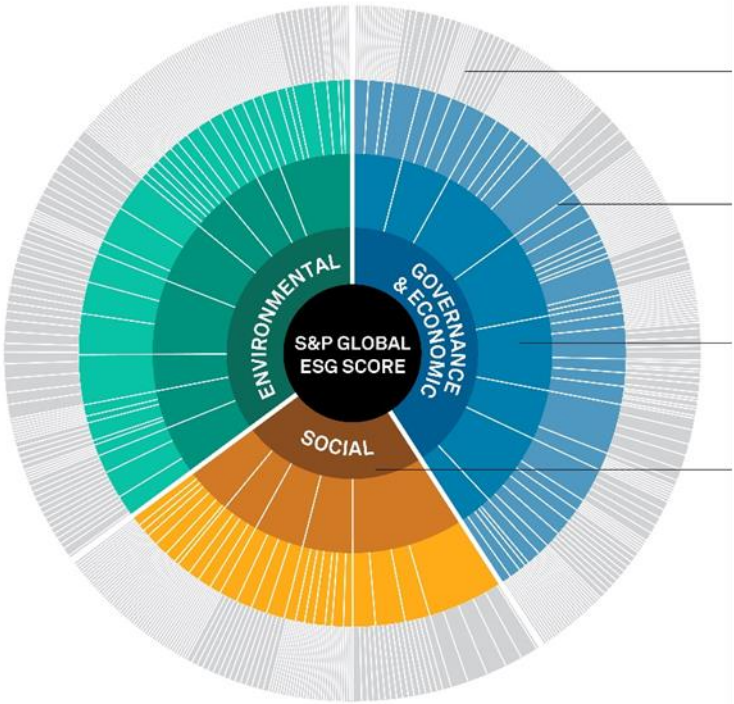 ENVIRONMENTAL
GOVERNANCE
& ECONOMIC
S&P GLOBAL
ESG SCORE
SOCIAL